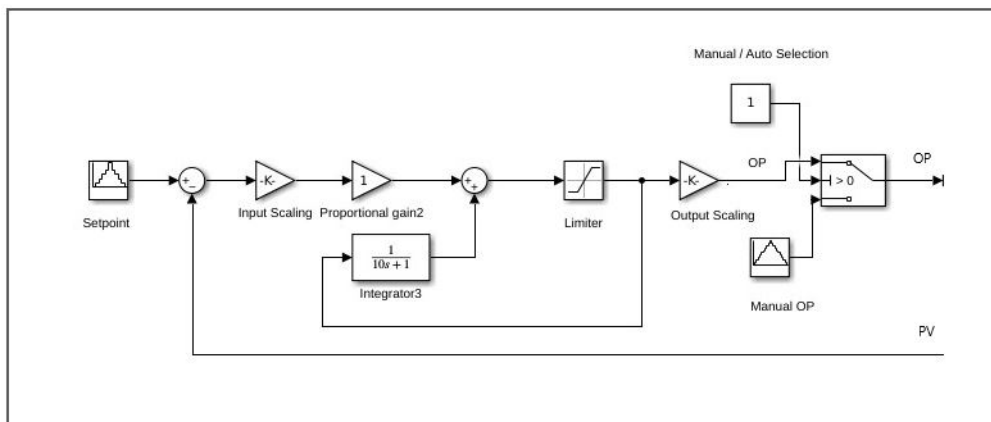 Manual / Auto Selection
1
OP
OP
+
−
-K-
1
+
+
-K-
> 0
Setpoint
Input Scaling
Proportional gain2
Limiter
Output Scaling
1
10s + 1
Integrator3
Manual OP
PV